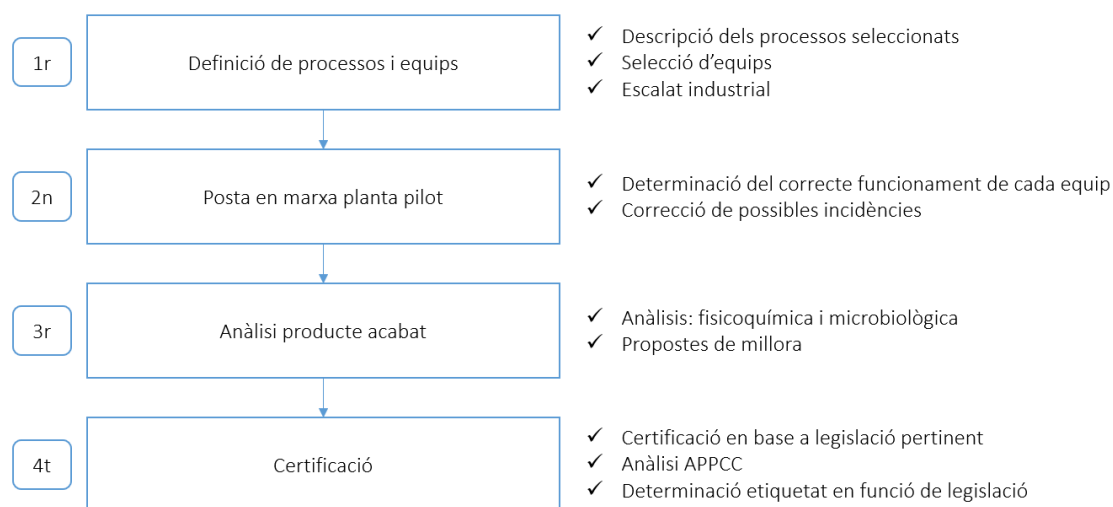 1r
Definició de processos i equips
✓ Descripció dels processos seleccionats
✓ Selecció d’equips
✓ Escalat industrial
2n
Posta en marxa planta pilot
✓ Determinació del correcte funcionament de cada equip
✓ Correcció de possibles incidències
3r
Anàlisi producte acabat
✓ Anàlisis: fisicoquímica i microbiològica
✓ Propostes de millora
4t
Certificació
✓ Certificació en base a legislació pertinent
✓ Anàlisi APPCC
✓ Determinació etiquetat en funció de legislació